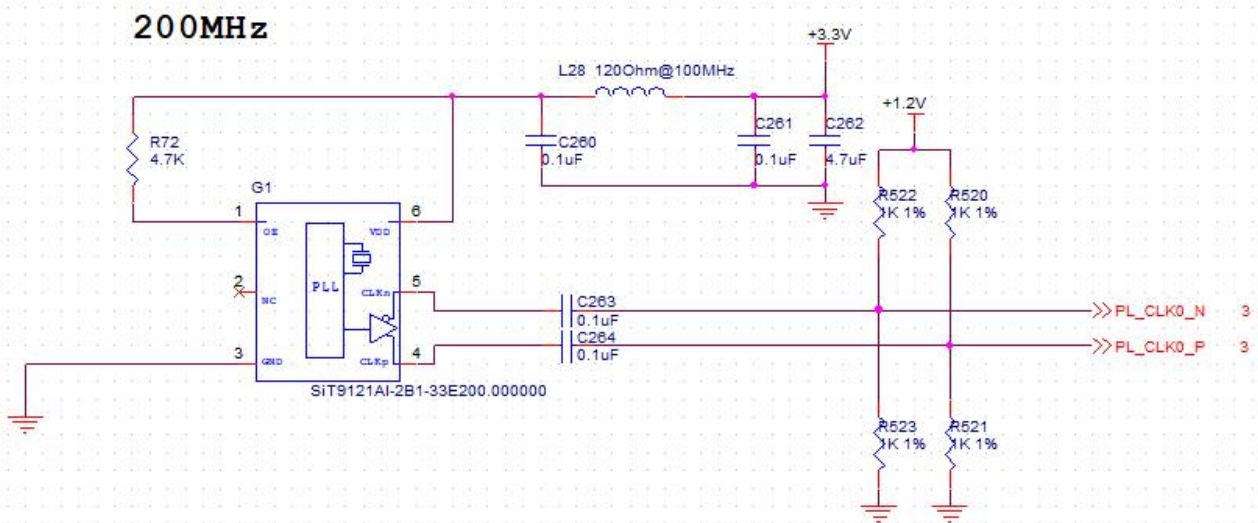 200MHz
+3.3V
L28 120Ohm@100MHz
+1.2V
R72
4.7K
C260
0.1uF
C261
0.1uF
C262
4.7uF
R522
1K 1%
R520
1K 1%
G1
1
OE
6
VDD
2
NC
PLL
5
CLKn
C263
0.1uF
PL_CLK0_N 3
C264
0.1uF
PL_CLK0_P 3
3
GND
4
CLKp
SiT9121AI-2B1-33E200.000000
R523
1K 1%
R521
1K 1%